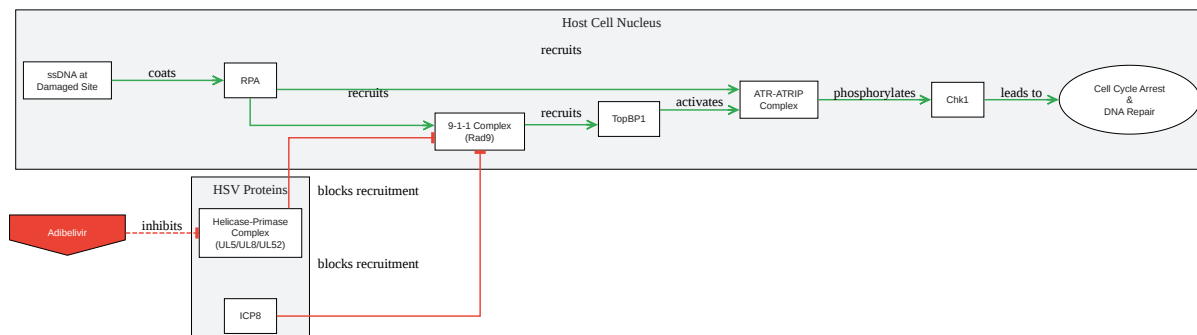 Host Cell Nucleus
recruits
ssDNA at
Damaged Site
coats
RPA
recruits
9-1-1 Complex
(Rad9)
recruits
TopBP1
activates
ATR-ATRIP
Complex
phosphorylates
Chk1
leads to
Cell Cycle Arrest
&
DNA Repair
HSV Proteins
blocks recruitment
Adibelivir
inhibits
Helicase-Primase
Complex
(UL5/UL8/UL52)
blocks recruitment
ICP8